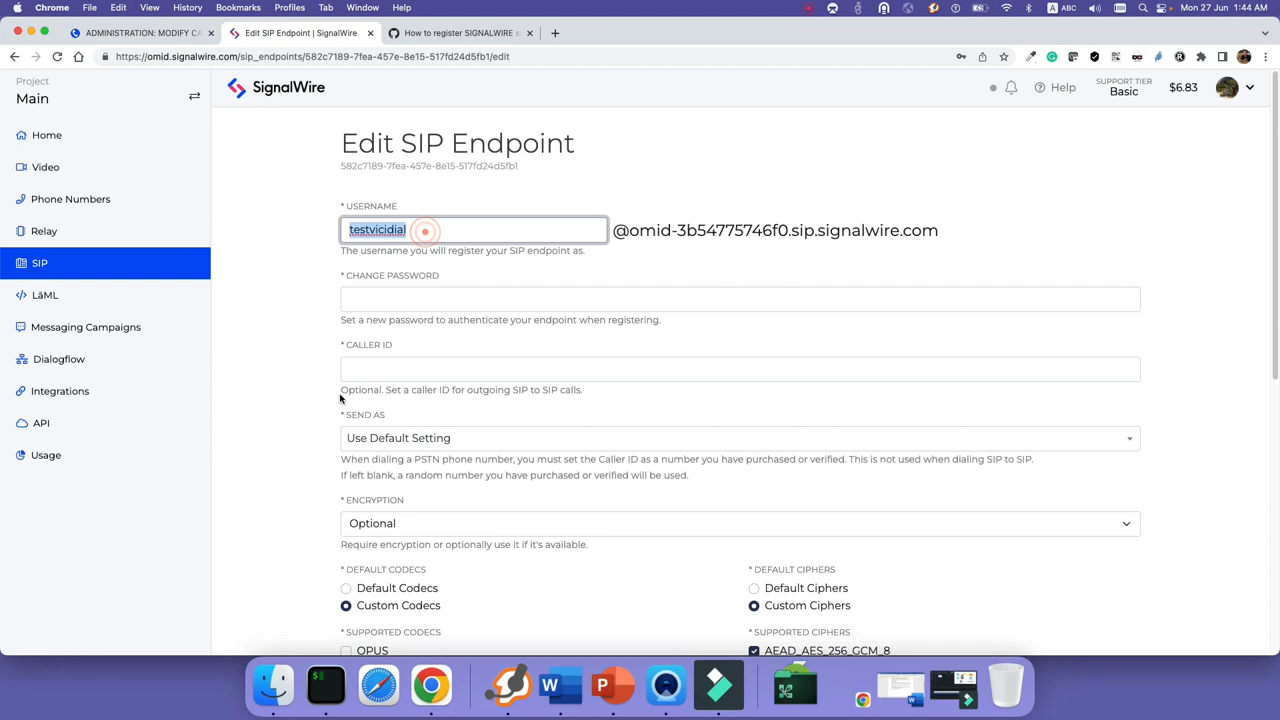 Chrome File Edit View History Bookmarks Profiles Tab Window Help ABC Mon 27 Jun 1:44 AM
ADMINISTRATION: MODIFY CA Edit SIP Endpoint | SignalWire How to register SIGNALWIRE s
https://omid.signalwire.com/sip_endpoints/582c7189-7fea-457e-8e15-517fd24d5fb1/edit
Project
Main
Home
Video
Phone Numbers
Relay
SIP
LāML
Messaging Campaigns
Dialogflow
Integrations
API
Usage
SignalWire
Help
SUPPORT TIER
Basic
$6.83
Edit SIP Endpoint
582c7189-7fea-457e-8e15-517fd24d5fb1
* USERNAME
testvicidial @omid-3b54775746f0.sip.signalwire.com
The username you will register your SIP endpoint as.
* CHANGE PASSWORD
Set a new password to authenticate your endpoint when registering.
* CALLER ID
Optional. Set a caller ID for outgoing SIP to SIP calls.
* SEND AS
Use Default Setting
When dialing a PSTN phone number, you must set the Caller ID as a number you have purchased or verified. This is not used when dialing SIP to SIP.
If left blank, a random number you have purchased or verified will be used.
* ENCRYPTION
Optional
Require encryption or optionally use it if it's available.
* DEFAULT CODECS
Default Codecs
Custom Codecs
* SUPPORTED CODECS
OPUS
* DEFAULT CIPHERS
Default Ciphers
Custom Ciphers
* SUPPORTED CIPHERS
AEAD_AES_256_GCM_8